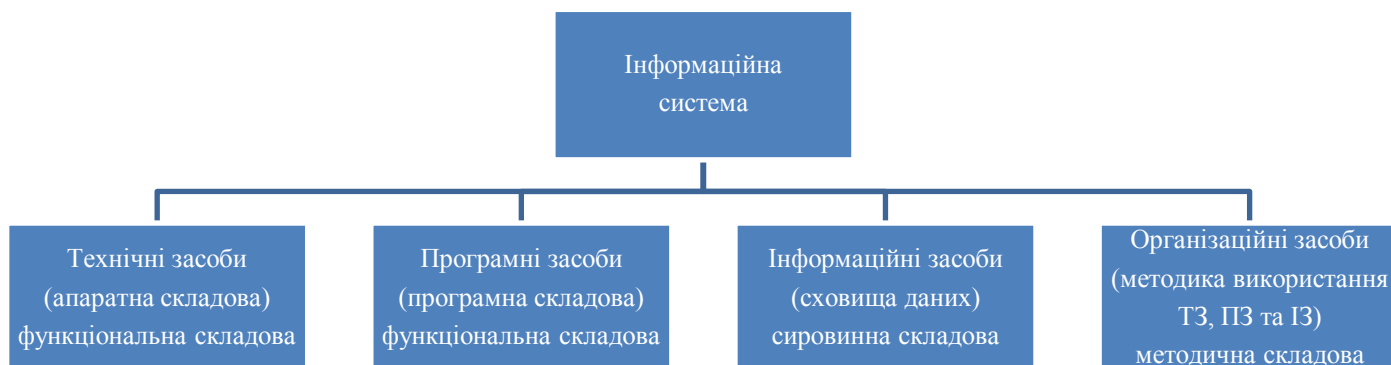 Інформаційна
система
Технічні засоби
(апаратна складова)
функціональна складова
Програмні засоби
(програмна складова)
функціональна складова
Інформаційні засоби
(сховища даних)
сировинна складова
Організаційні засоби
(методика використання
ТЗ, ПЗ та ІЗ)
методична складова